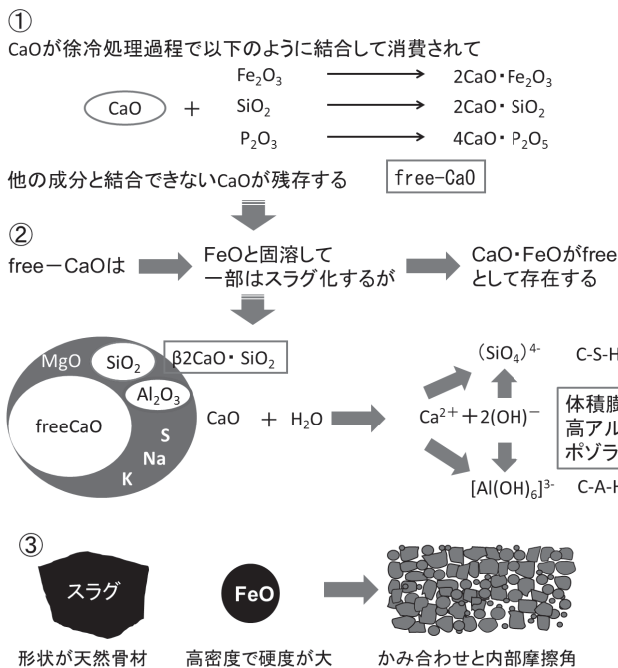 ①
CaOが徐冷処理過程で以下のように結合して消費されて
Fe₂O₃ 2CaO・Fe₂O₃
CaO + SiO₂ 2CaO・SiO₂
P₂O₃ 4CaO・P₂O₅
他の成分と結合できないCaOが残存する free-CaO
②
free－CaOは FeOと固溶して CaO・FeOがfree
一部はスラグ化するが として存在する
MgO SiO₂ β2CaO・SiO₂
Al₂O₃
freeCaO
S
Na
K
CaO + H₂O Ca²⁺+2(OH)⁻
(SiO₄)⁴⁻ C-S-H
[Al(OH)₆]³⁻ C-A-H
体積膨
高アル
ポゾラ
③
スラグ FeO
形状が天然骨材 高密度で硬度が大 かみ合わせと内部摩擦角